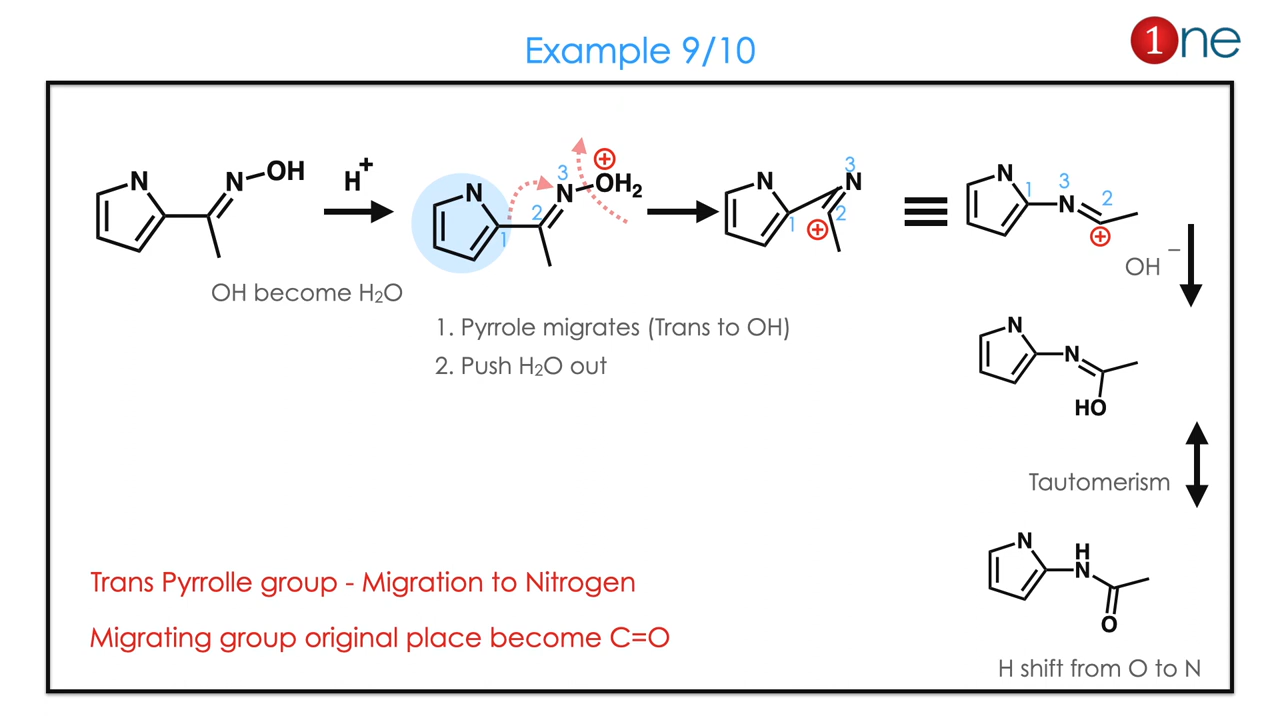 Example 9/10
1ne
N
N
OH
H+
N
3
N
+
OH2
2
1
N
3
N
1
+
2
N
1
3
N
2
+
OH −
OH become H2O
1. Pyrrole migrates (Trans to OH)
2. Push H2O out
N
N
HO
Tautomerism
N
H
N
O
Trans Pyrrolle group - Migration to Nitrogen
Migrating group original place become C=O
H shift from O to N